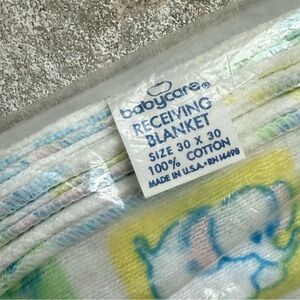 babycare®
RECEIVING
BLANKET
SIZE 30 X 30
100% COTTON
MADE IN U.S.A. • RN 14498